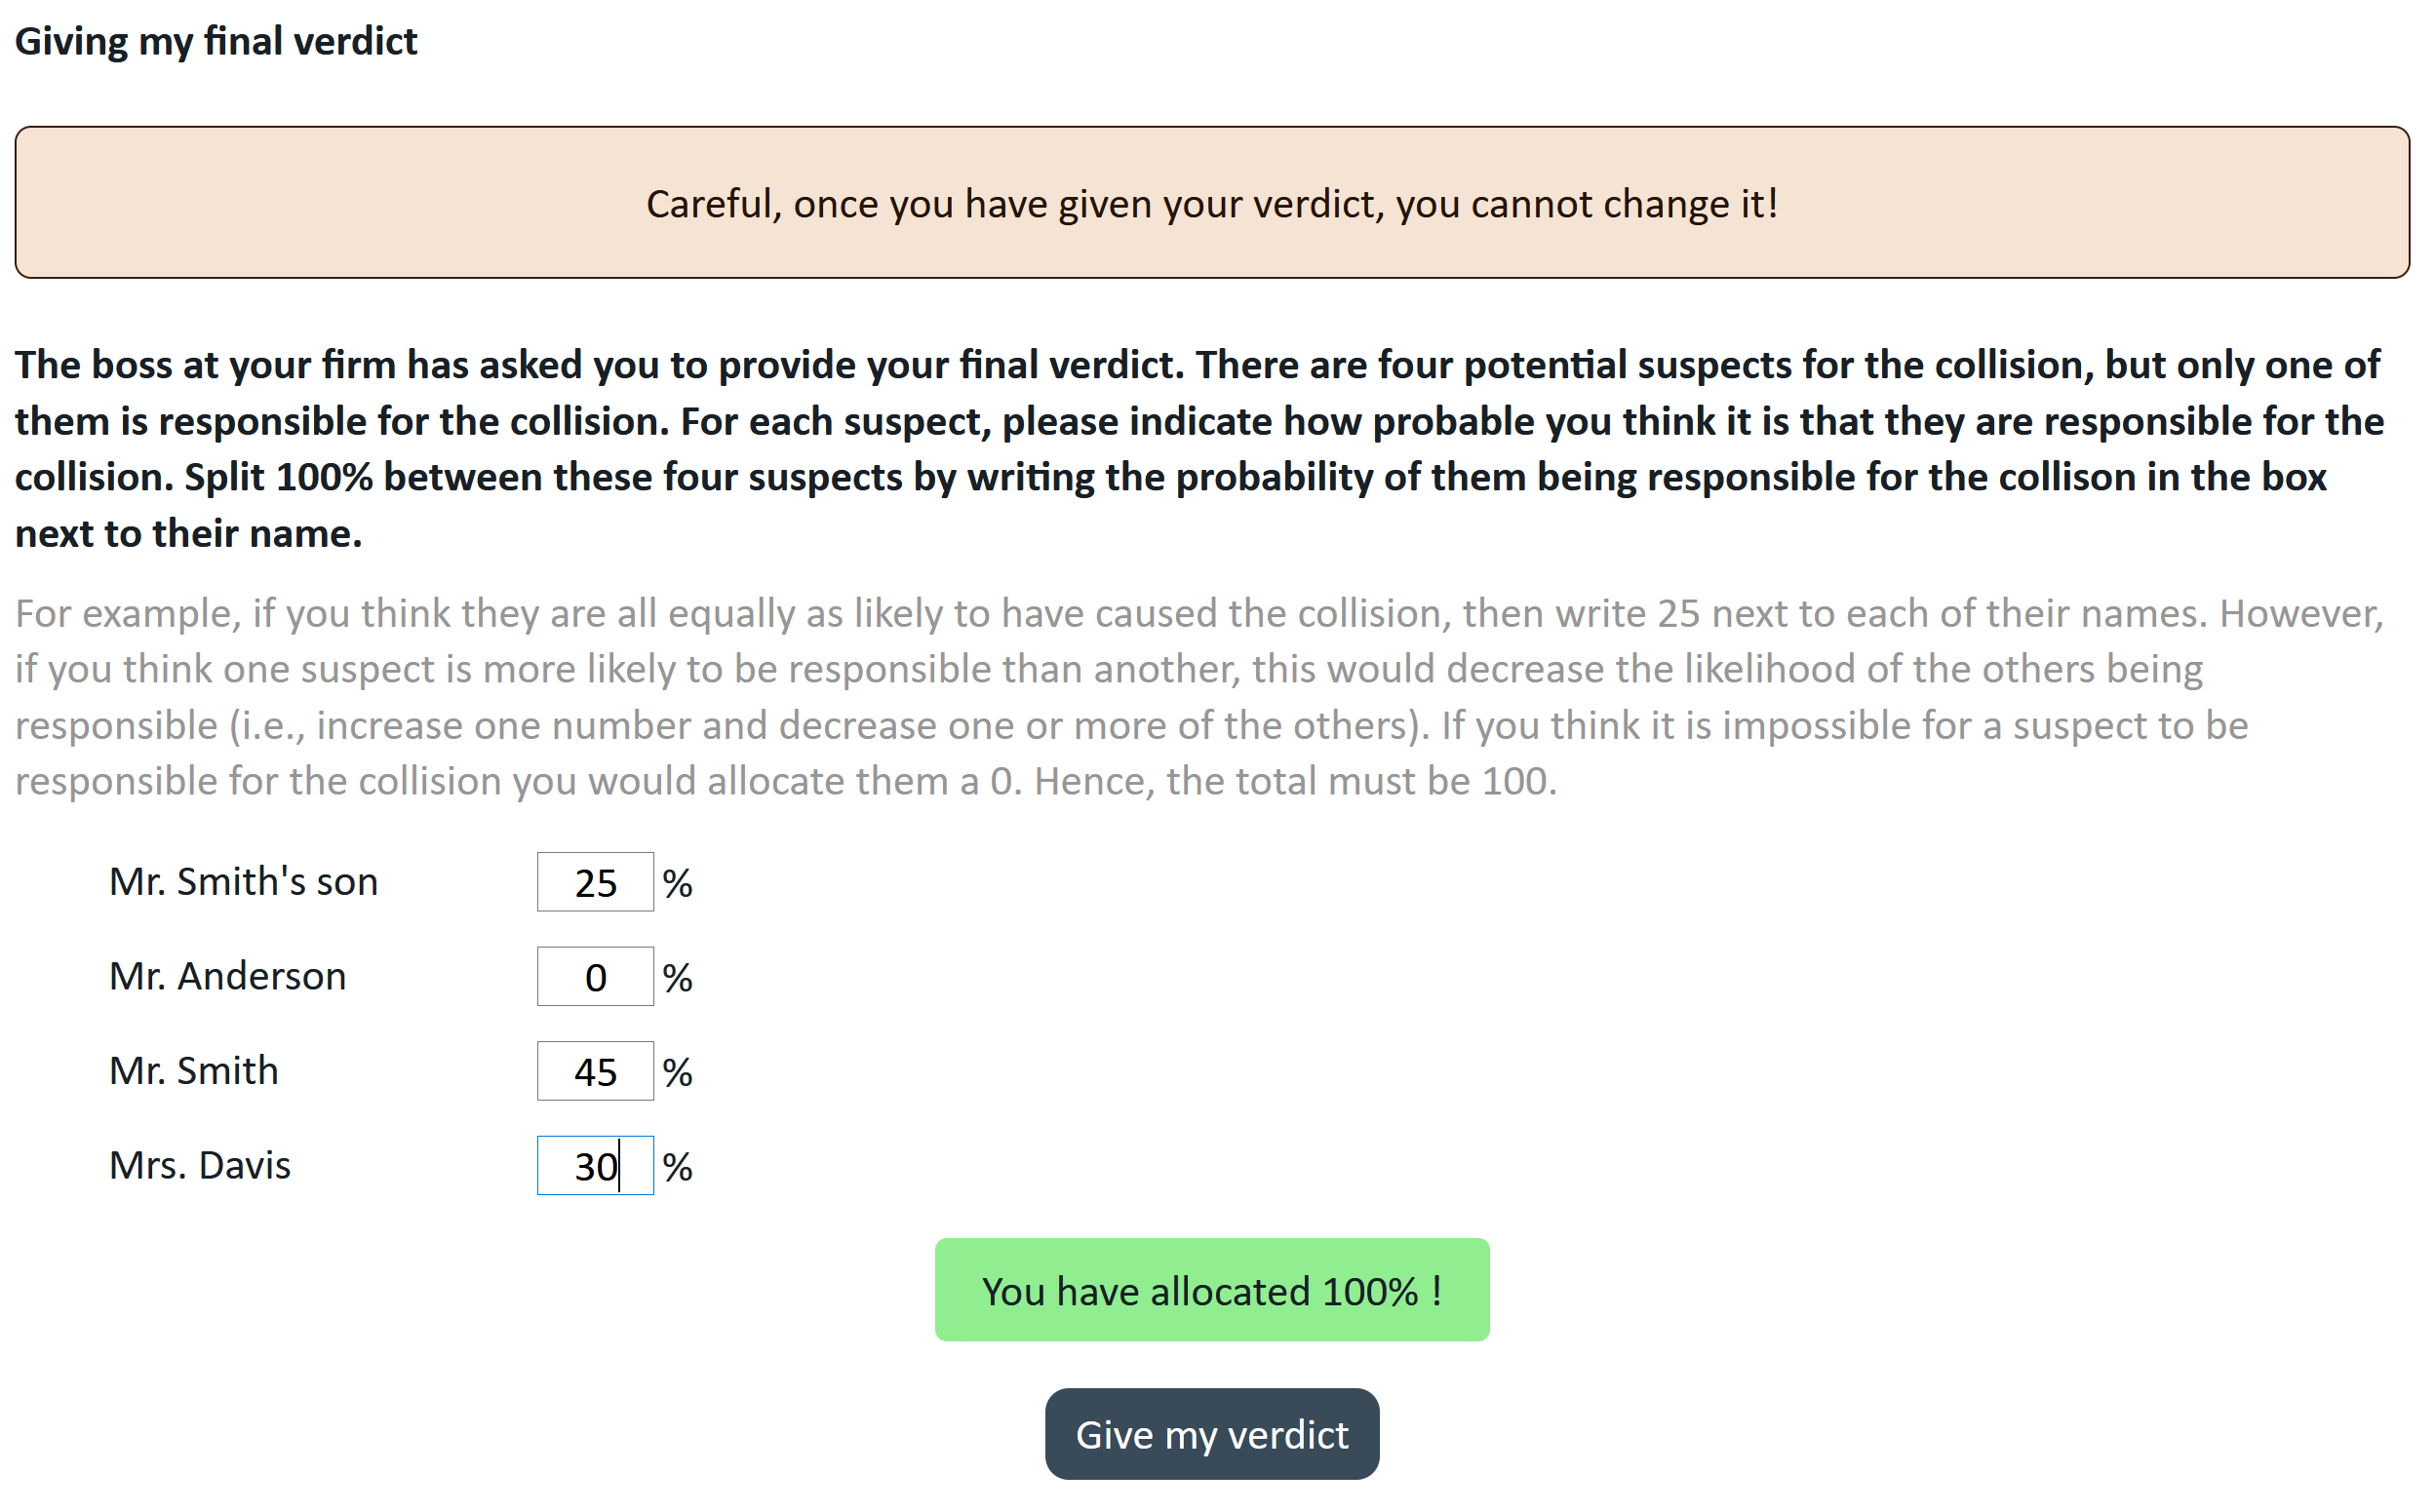 Giving my final verdict
Careful, once you have given your verdict, you cannot change it!
The boss at your firm has asked you to provide your final verdict. There are four potential suspects for the collision, but only one of
them is responsible for the collision. For each suspect, please indicate how probable you think it is that they are responsible for the
collision. Split 100% between these four suspects by writing the probability of them being responsible for the collison in the box
next to their name.
For example, if you think they are all equally as likely to have caused the collision, then write 25 next to each of their names. However,
if you think one suspect is more likely to be responsible than another, this would decrease the likelihood of the others being
responsible (i.e., increase one number and decrease one or more of the others). If you think it is impossible for a suspect to be
responsible for the collision you would allocate them a 0. Hence, the total must be 100.
Mr. Smith's son 25 %
Mr. Anderson 0 %
Mr. Smith 45 %
Mrs. Davis 30 %
You have allocated 100% !
Give my verdict